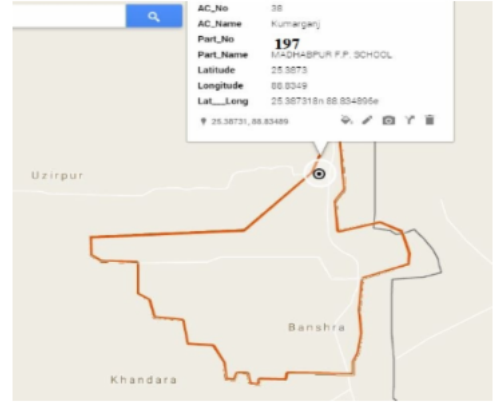 AC_No 38
AC_Name Kumarganj
Part_No 197
Part_Name MADHABPUR F.P. SCHOOL
Latitude 25.3873
Longitude 88.8349
Lat__Long 25.387318n 88.834896e
25.38731, 88.83489
Uzirpur
Banshra
Khandara